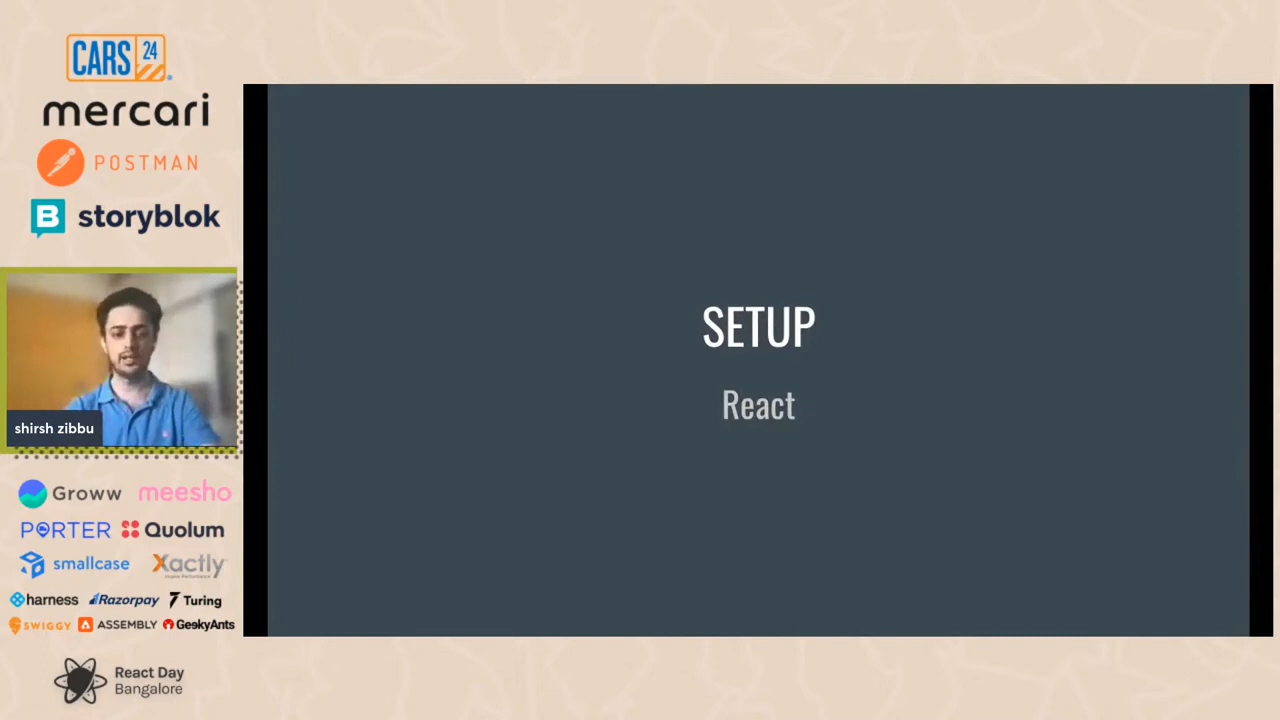 CARS 24
mercari
POSTMAN
B storyblok
shirsh zibbu
Groww meesho
PORTER Quolum
smallcase Xactly
harness Razorpay Turing
SWIGGY ASSEMBLY GeekyAnts
React Day
Bangalore
SETUP
React